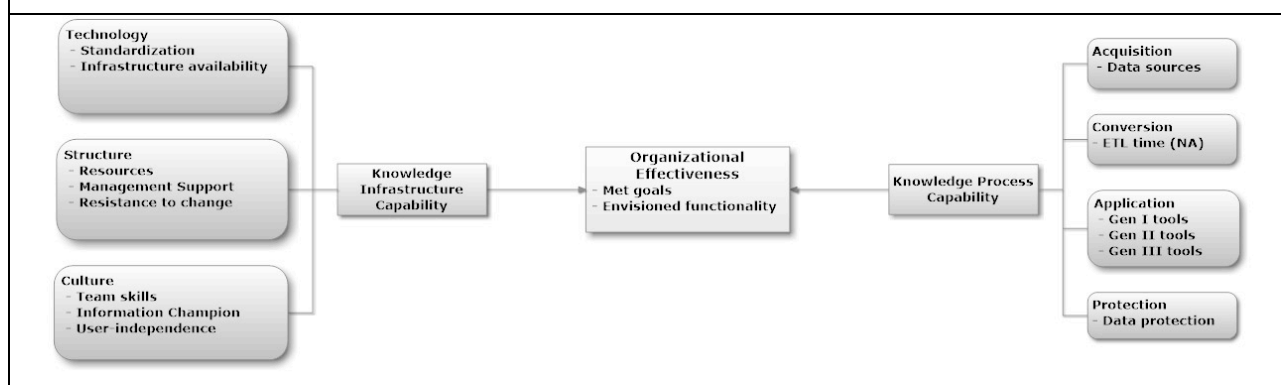 Technology
- Standardization
- Infrastructure availability
Structure
- Resources
- Management Support
- Resistance to change
Culture
- Team skills
- Information Champion
- User-independence
Knowledge
Infrastructure
Capability
Organizational
Effectiveness
- Met goals
- Envisioned functionality
Knowledge Process
Capability
Acquisition
- Data sources
Conversion
- ETL time (NA)
Application
- Gen I tools
- Gen II tools
- Gen III tools
Protection
- Data protection